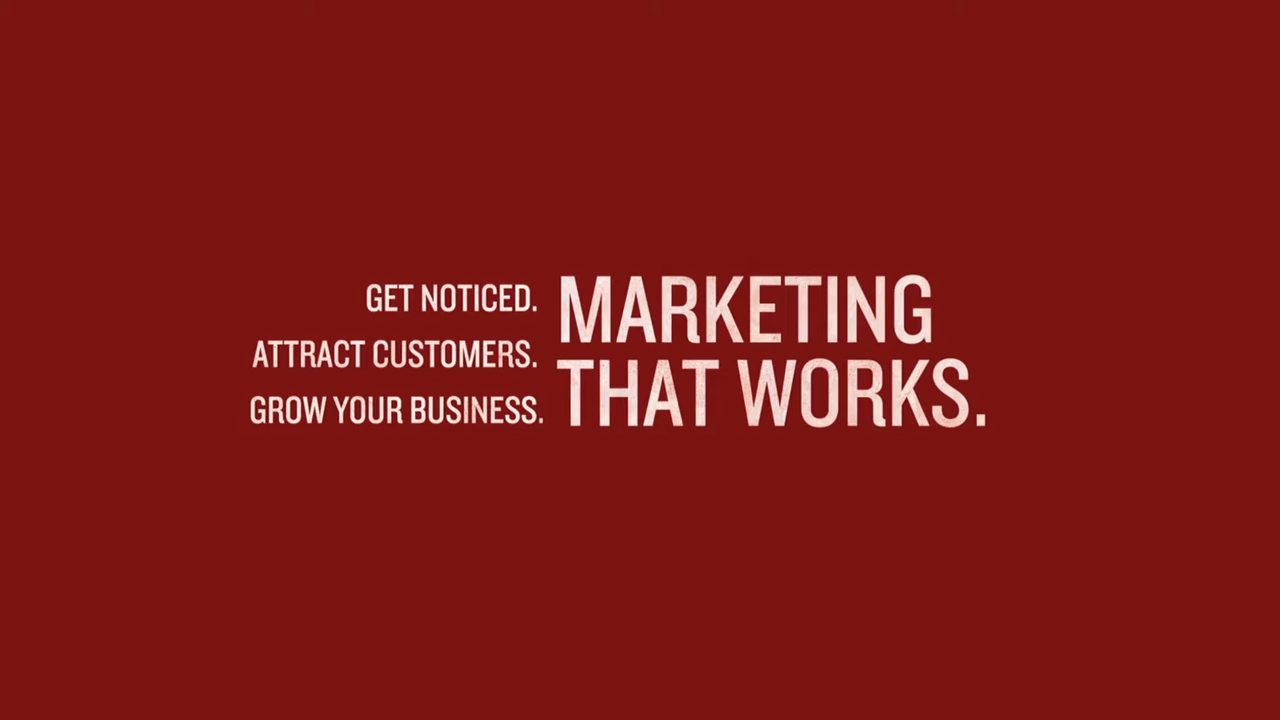 GET NOTICED.
ATTRACT CUSTOMERS.
GROW YOUR BUSINESS.
MARKETING
THAT WORKS.